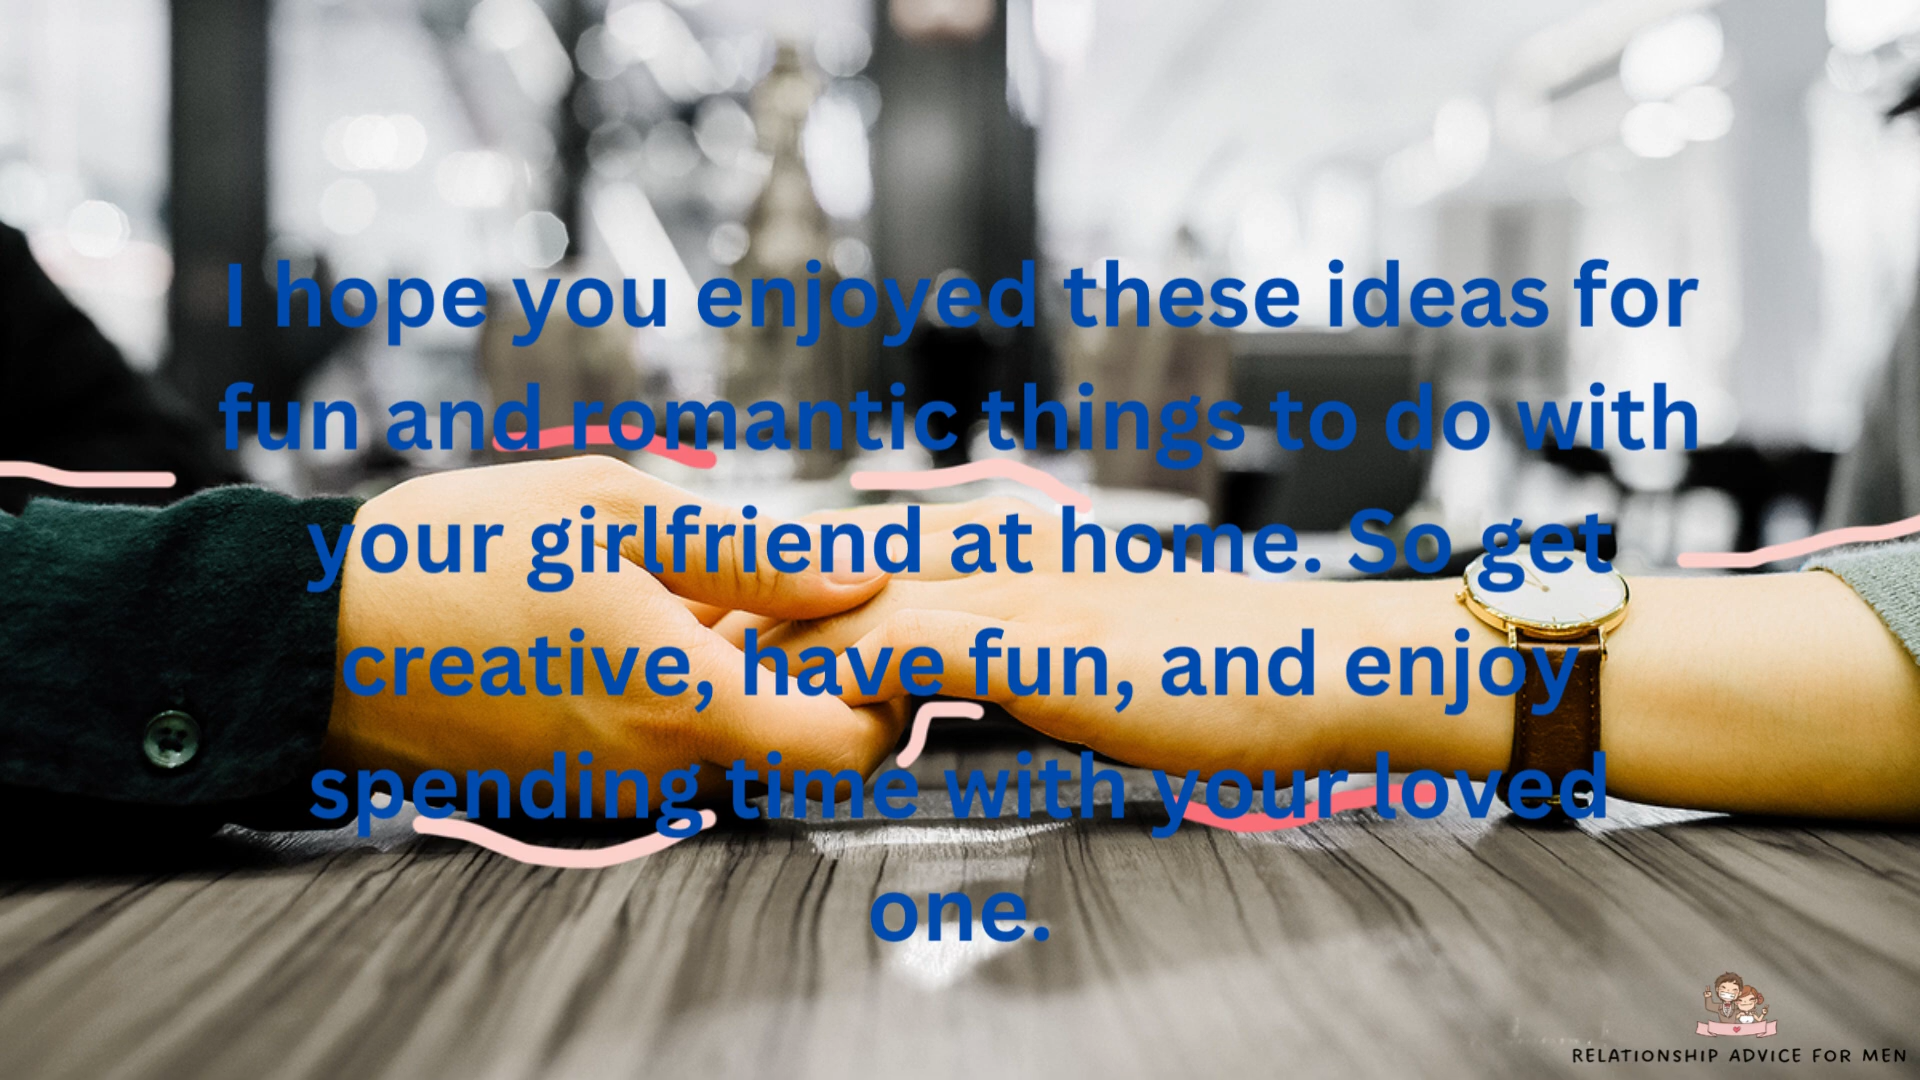 I hope you enjoyed these ideas for
fun and romantic things to do with
your girlfriend at home. So get
creative, have fun, and enjoy
spending time with your loved
one.
RELATIONSHIP ADVICE FOR MEN